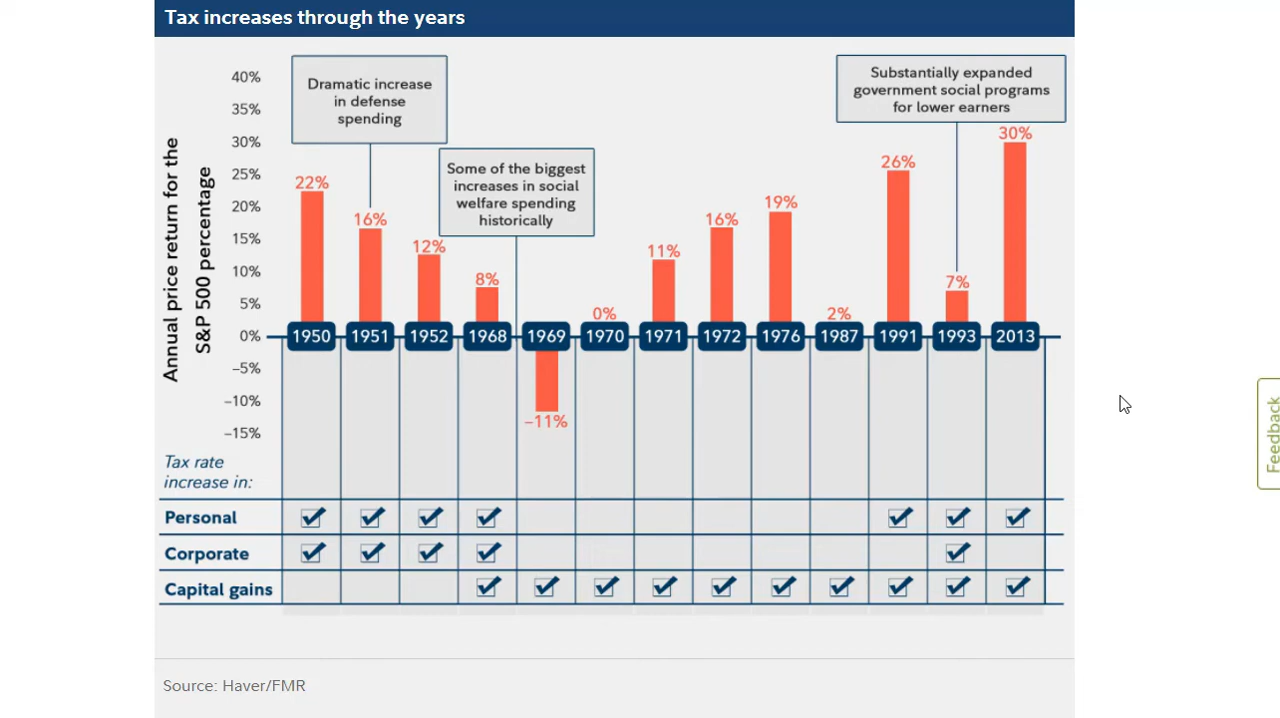 Tax increases through the years
Annual price return for the
S&P 500 percentage
40%
35%
30%
25%
20%
15%
10%
5%
0%
–5%
–10%
–15%
Dramatic increase
in defense
spending
Some of the biggest
increases in social
welfare spending
historically
Substantially expanded
government social programs
for lower earners
22%
16%
12%
8%
–11%
0%
11%
16%
19%
2%
26%
7%
30%
1950 1951 1952 1968 1969 1970 1971 1972 1976 1987 1991 1993 2013
Tax rate
increase in:
Personal
Corporate
Capital gains
Source: Haver/FMR
Feedback